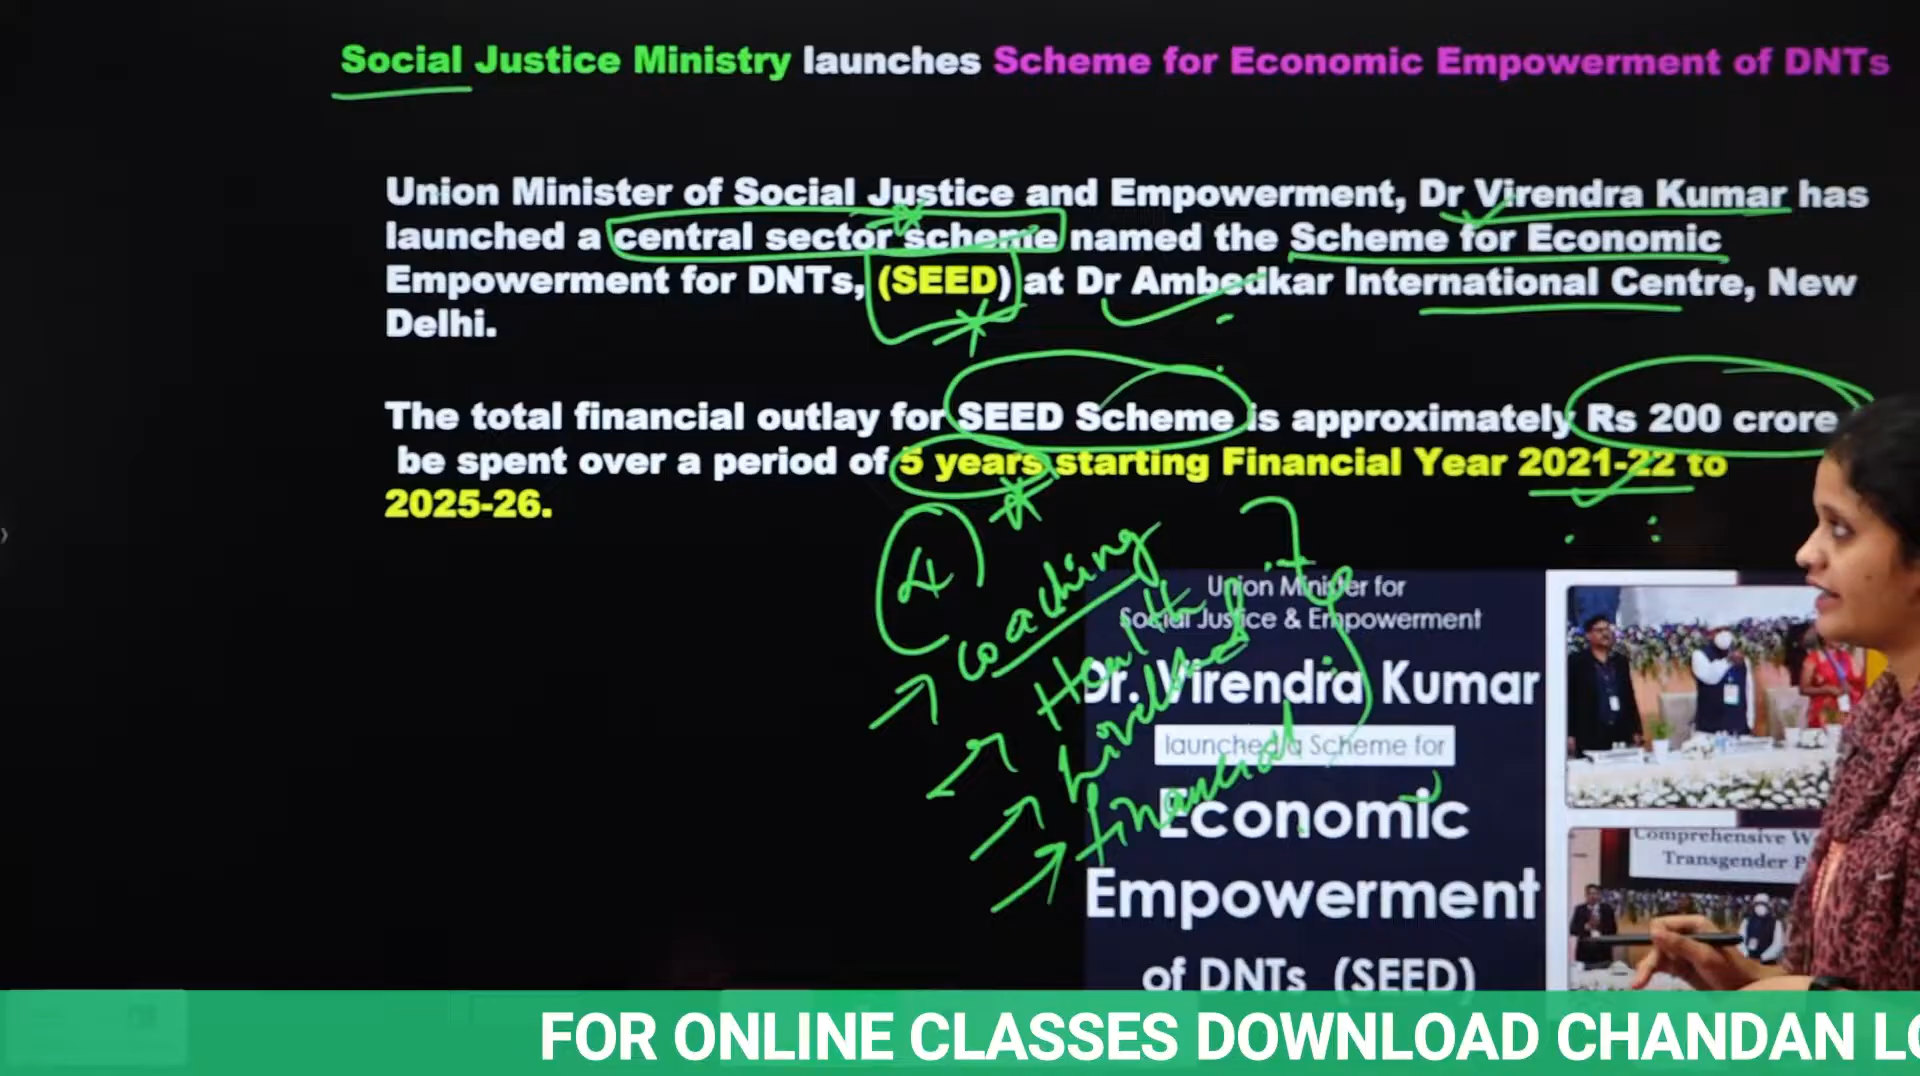 Social Justice Ministry launches Scheme for Economic Empowerment of DNTs
Union Minister of Social Justice and Empowerment, Dr Virendra Kumar has
launched a central sector scheme named the Scheme for Economic
Empowerment for DNTs, (SEED) at Dr Ambedkar International Centre, New
Delhi.
The total financial outlay for SEED Scheme is approximately Rs 200 crore
be spent over a period of 5 years starting Financial Year 2021-22 to
2025-26.
4
coaching
Health
financial
Union Minister for
Social Justice & Empowerment
Dr. Virendra Kumar
launched a Scheme for
Economic
Empowerment
of DNTs (SEED)
Comprehensive W
Transgender P
FOR ONLINE CLASSES DOWNLOAD CHANDAN LO